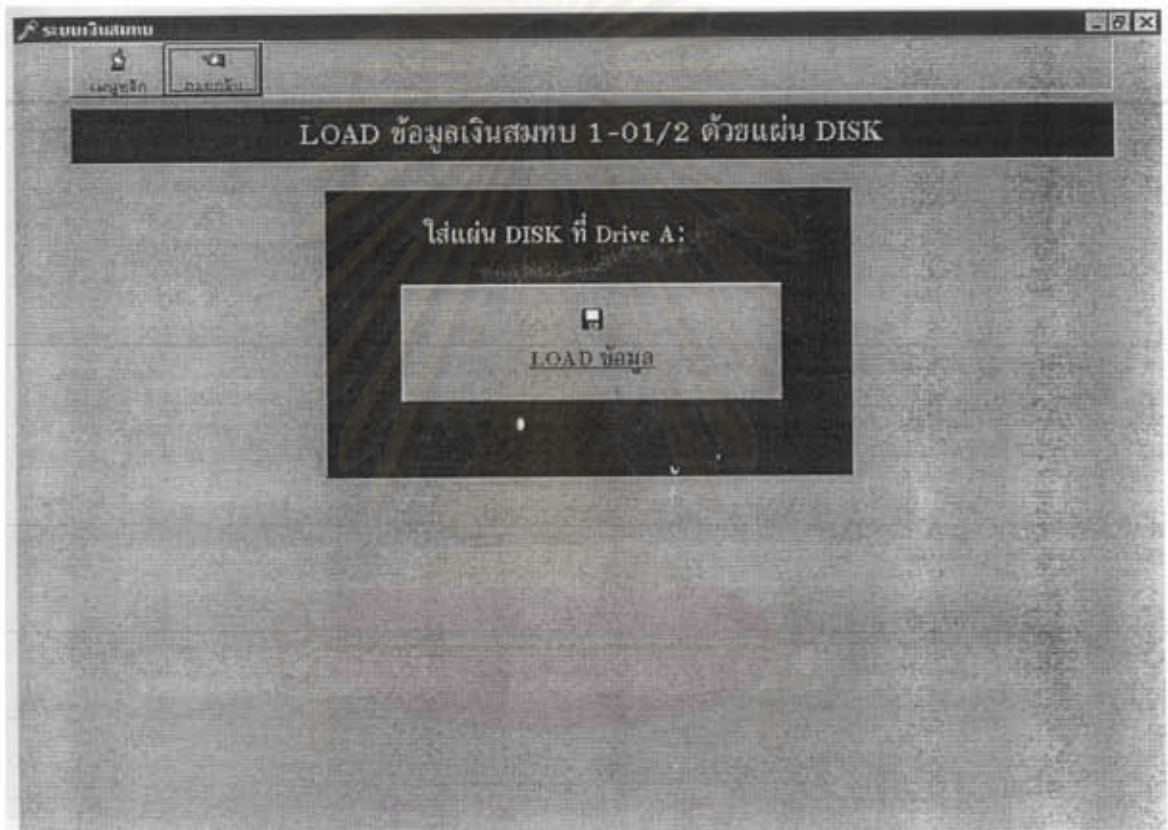 ระบบเงินสมทบ
เมนูหลัก ถอยกลับ
LOAD ข้อมูลเงินสมทบ 1-01/2 ด้วยแผ่น DISK
ใส่แผ่น DISK ที่ Drive A:
LOAD ข้อมูล